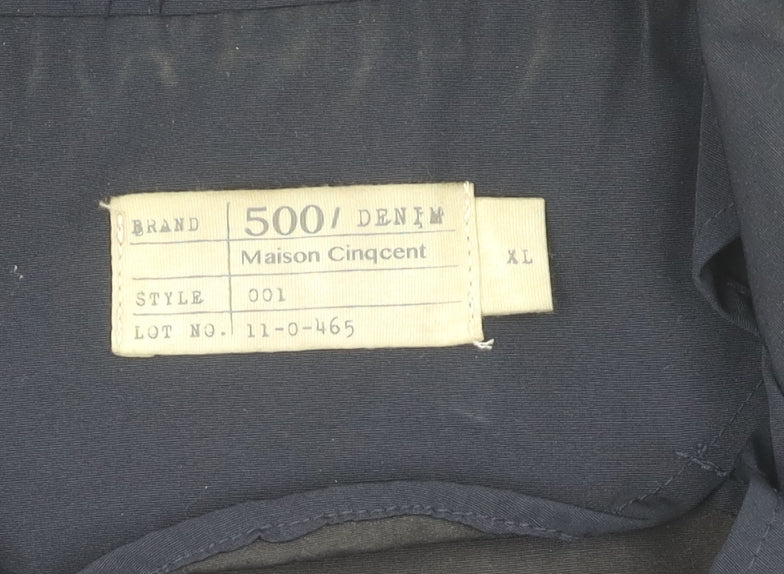 BRAND 500/ DENIM
Maison Cinqcent
STYLE 001
LOT NO. 11-0-465
XL